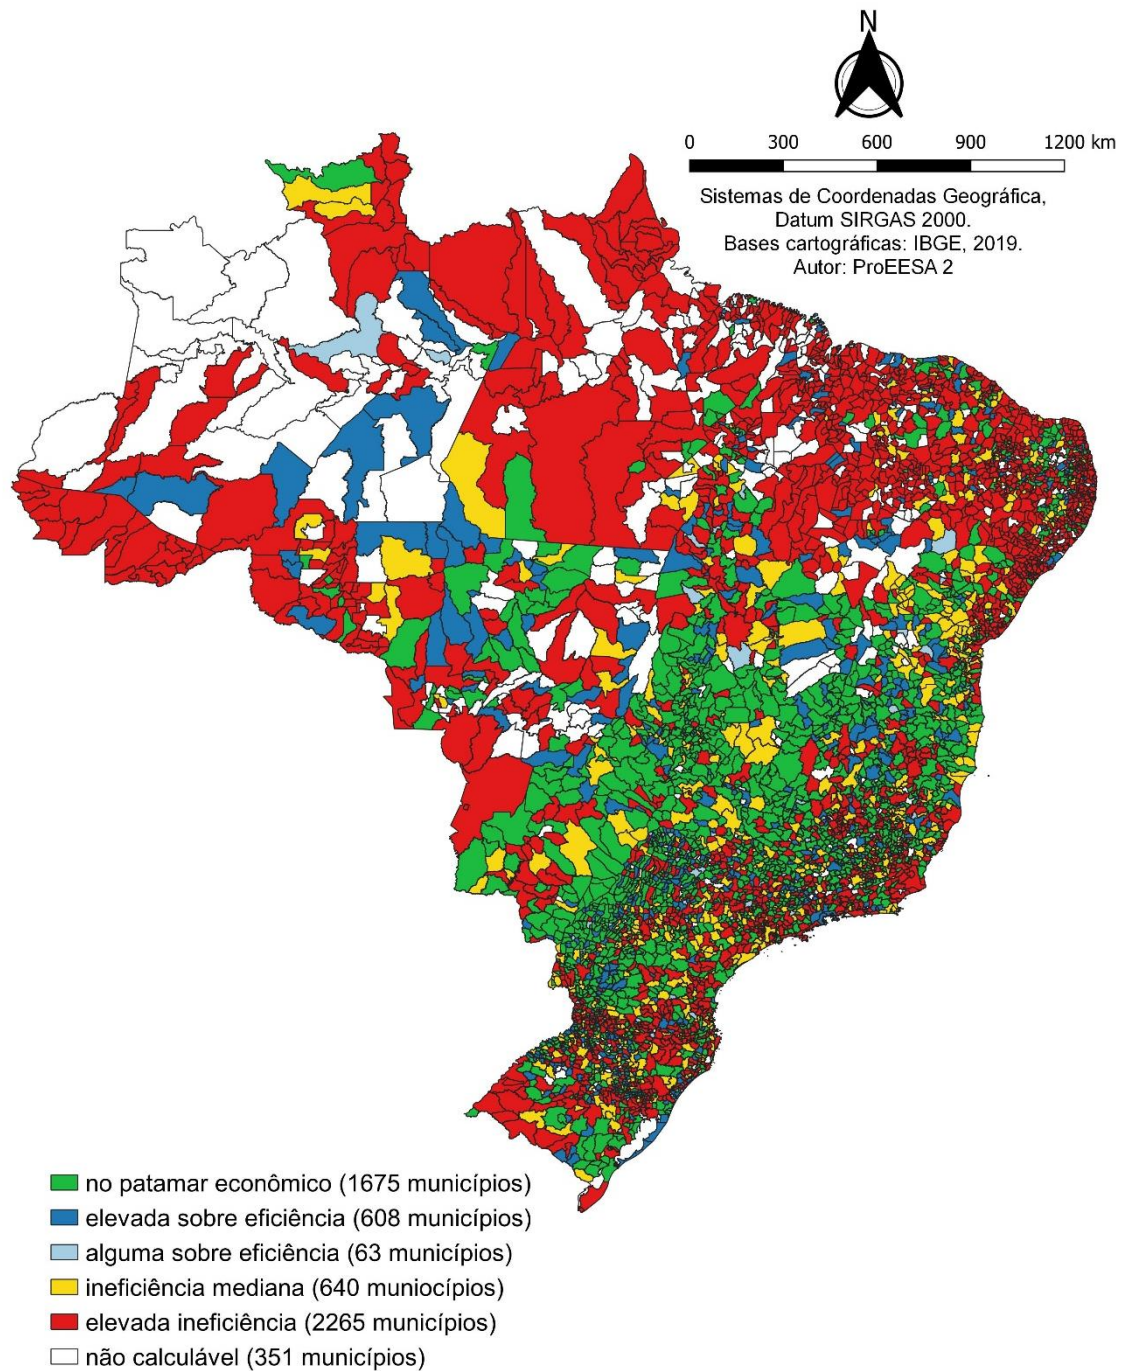 N
0 300 600 900 1200 km
Sistemas de Coordenadas Geográfica,
Datum SIRGAS 2000.
Bases cartográficas: IBGE, 2019.
Autor: ProEESA 2
no patamar econômico (1675 municípios)
elevada sobre eficiência (608 municípios)
alguma sobre eficiência (63 municípios)
ineficiência mediana (640 muniocípios)
elevada ineficiência (2265 municípios)
não calculável (351 municípios)